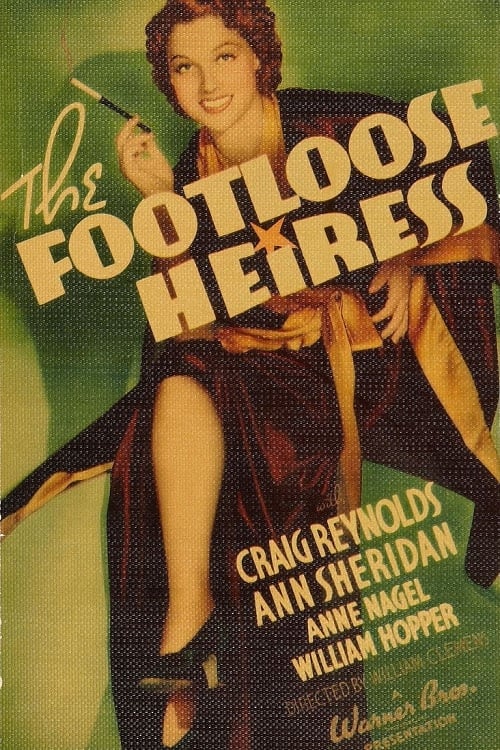 The
FOOTLOOSE
HEIRESS
with
CRAIG REYNOLDS
ANN SHERIDAN
ANNE NAGEL
WILLIAM HOPPER
DIRECTED BY WILLIAM CLEMENS
A
Warner Bros.
PRESENTATION